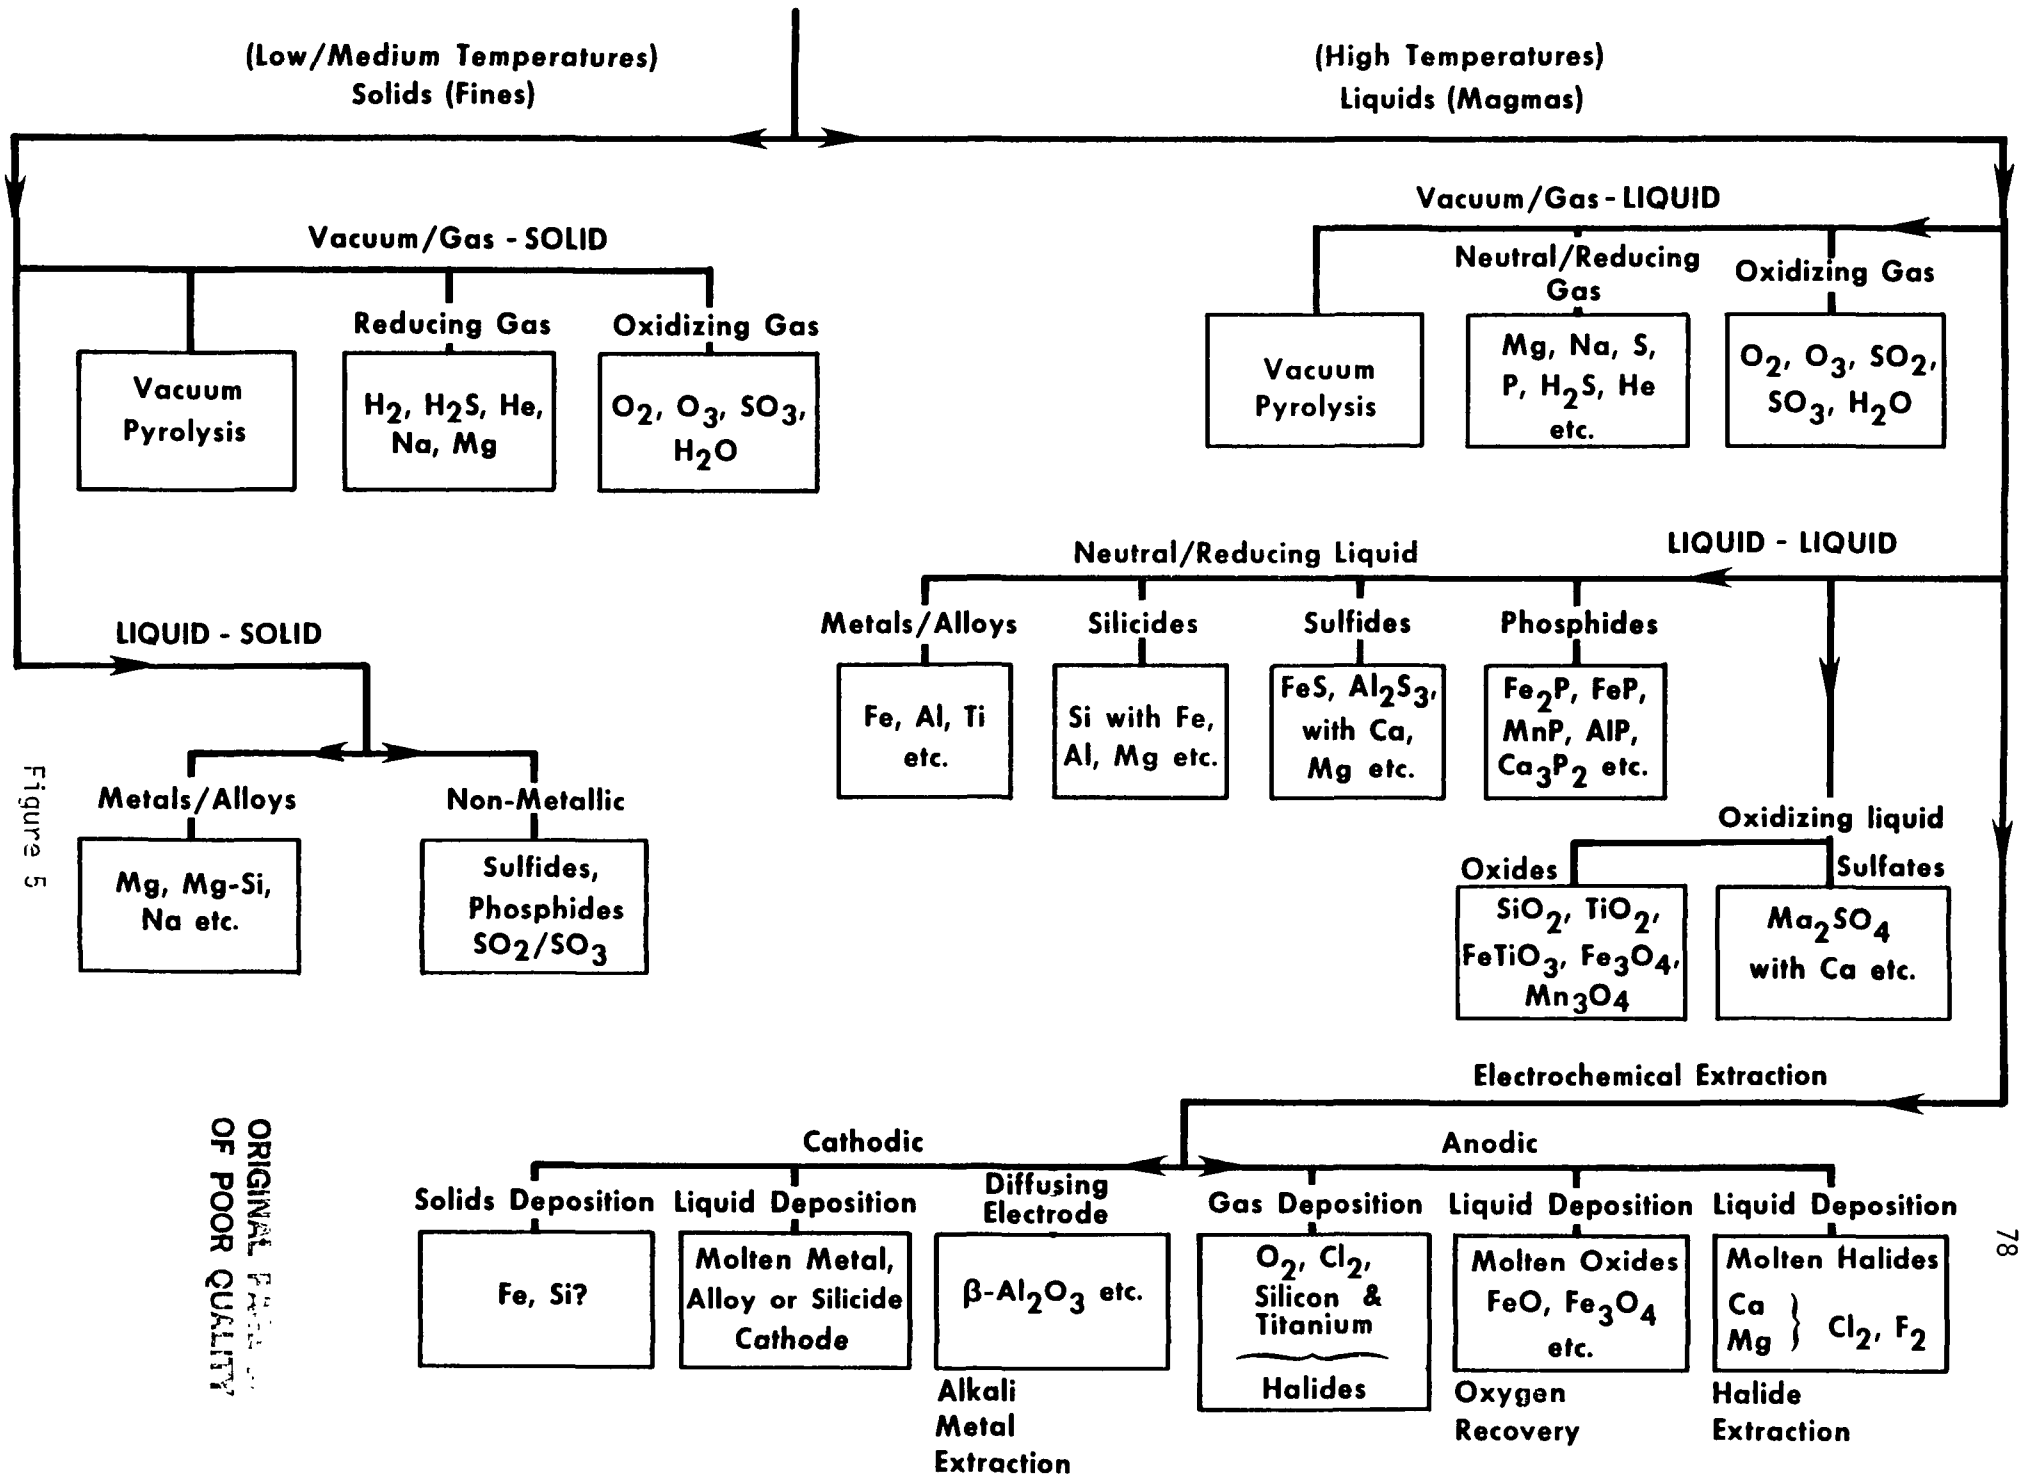 (Low/Medium Temperatures)
Solids (Fines)
(High Temperatures)
Liquids (Magmas)
Vacuum/Gas - SOLID
Vacuum
Pyrolysis
Reducing Gas
H2, H2S, He,
Na, Mg
Oxidizing Gas
O2, O3, SO3,
H2O
LIQUID - SOLID
Metals/Alloys
Mg, Mg-Si,
Na etc.
Non-Metallic
Sulfides,
Phosphides
SO2/SO3
Vacuum/Gas - LIQUID
Vacuum
Pyrolysis
Neutral/Reducing
Gas
Mg, Na, S,
P, H2S, He
etc.
Oxidizing Gas
O2, O3, SO2,
SO3, H2O
LIQUID - LIQUID
Neutral/Reducing Liquid
Metals/Alloys
Fe, Al, Ti
etc.
Silicides
Si with Fe,
Al, Mg etc.
Sulfides
FeS, Al2S3,
with Ca,
Mg etc.
Phosphides
Fe2P, FeP,
MnP, AlP,
Ca3P2 etc.
Oxidizing liquid
Oxides
SiO2, TiO2,
FeTiO3, Fe3O4,
Mn3O4
Sulfates
Ma2SO4
with Ca etc.
Electrochemical Extraction
Cathodic
Solids Deposition
Fe, Si?
Liquid Deposition
Molten Metal,
Alloy or Silicide
Cathode
Diffusing
Electrode
β-Al2O3 etc.
Alkali
Metal
Extraction
Anodic
Gas Deposition
O2, Cl2,
Silicon &
Titanium
Halides
Liquid Deposition
Molten Oxides
FeO, Fe3O4
etc.
Oxygen
Recovery
Liquid Deposition
Molten Halides
Ca
Mg } Cl2, F2
Halide
Extraction
Figure 5
ORIGINAL
OF POOR QUALITY
78